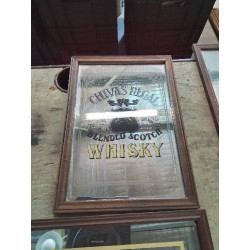 CHIVAS REGAL
BLENDED SCOTCH
WHISKY